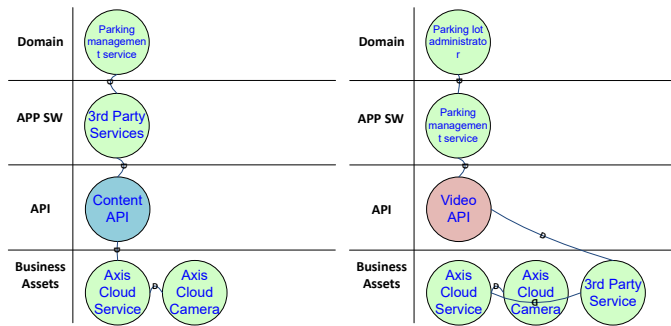 Domain
Parking
managemen
t service
APP SW
3rd Party
Services
API
Content
API
Business
Assets
Axis
Cloud
Service
D
Axis
Cloud
Camera
Domain
Parking lot
administrato
r
APP SW
Parking
managemen
t service
API
Video
API
D
Business
Assets
Axis
Cloud
Service
D
Axis
Cloud
Camera
3rd Party
Service